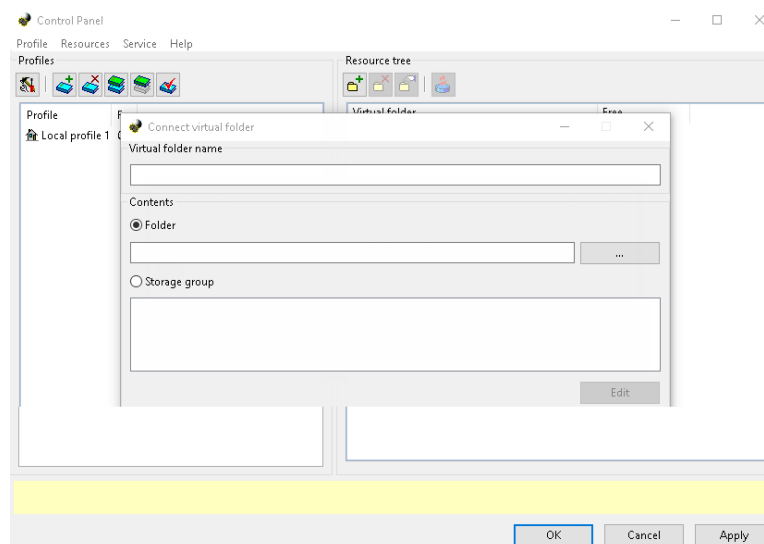 Control Panel
Profile Resources Service Help
Profiles
Resource tree
Profile
Virtual folder Free
Local profile 1
Connect virtual folder
Virtual folder name
Contents
Folder
...
Storage group
Edit
OK Cancel Apply